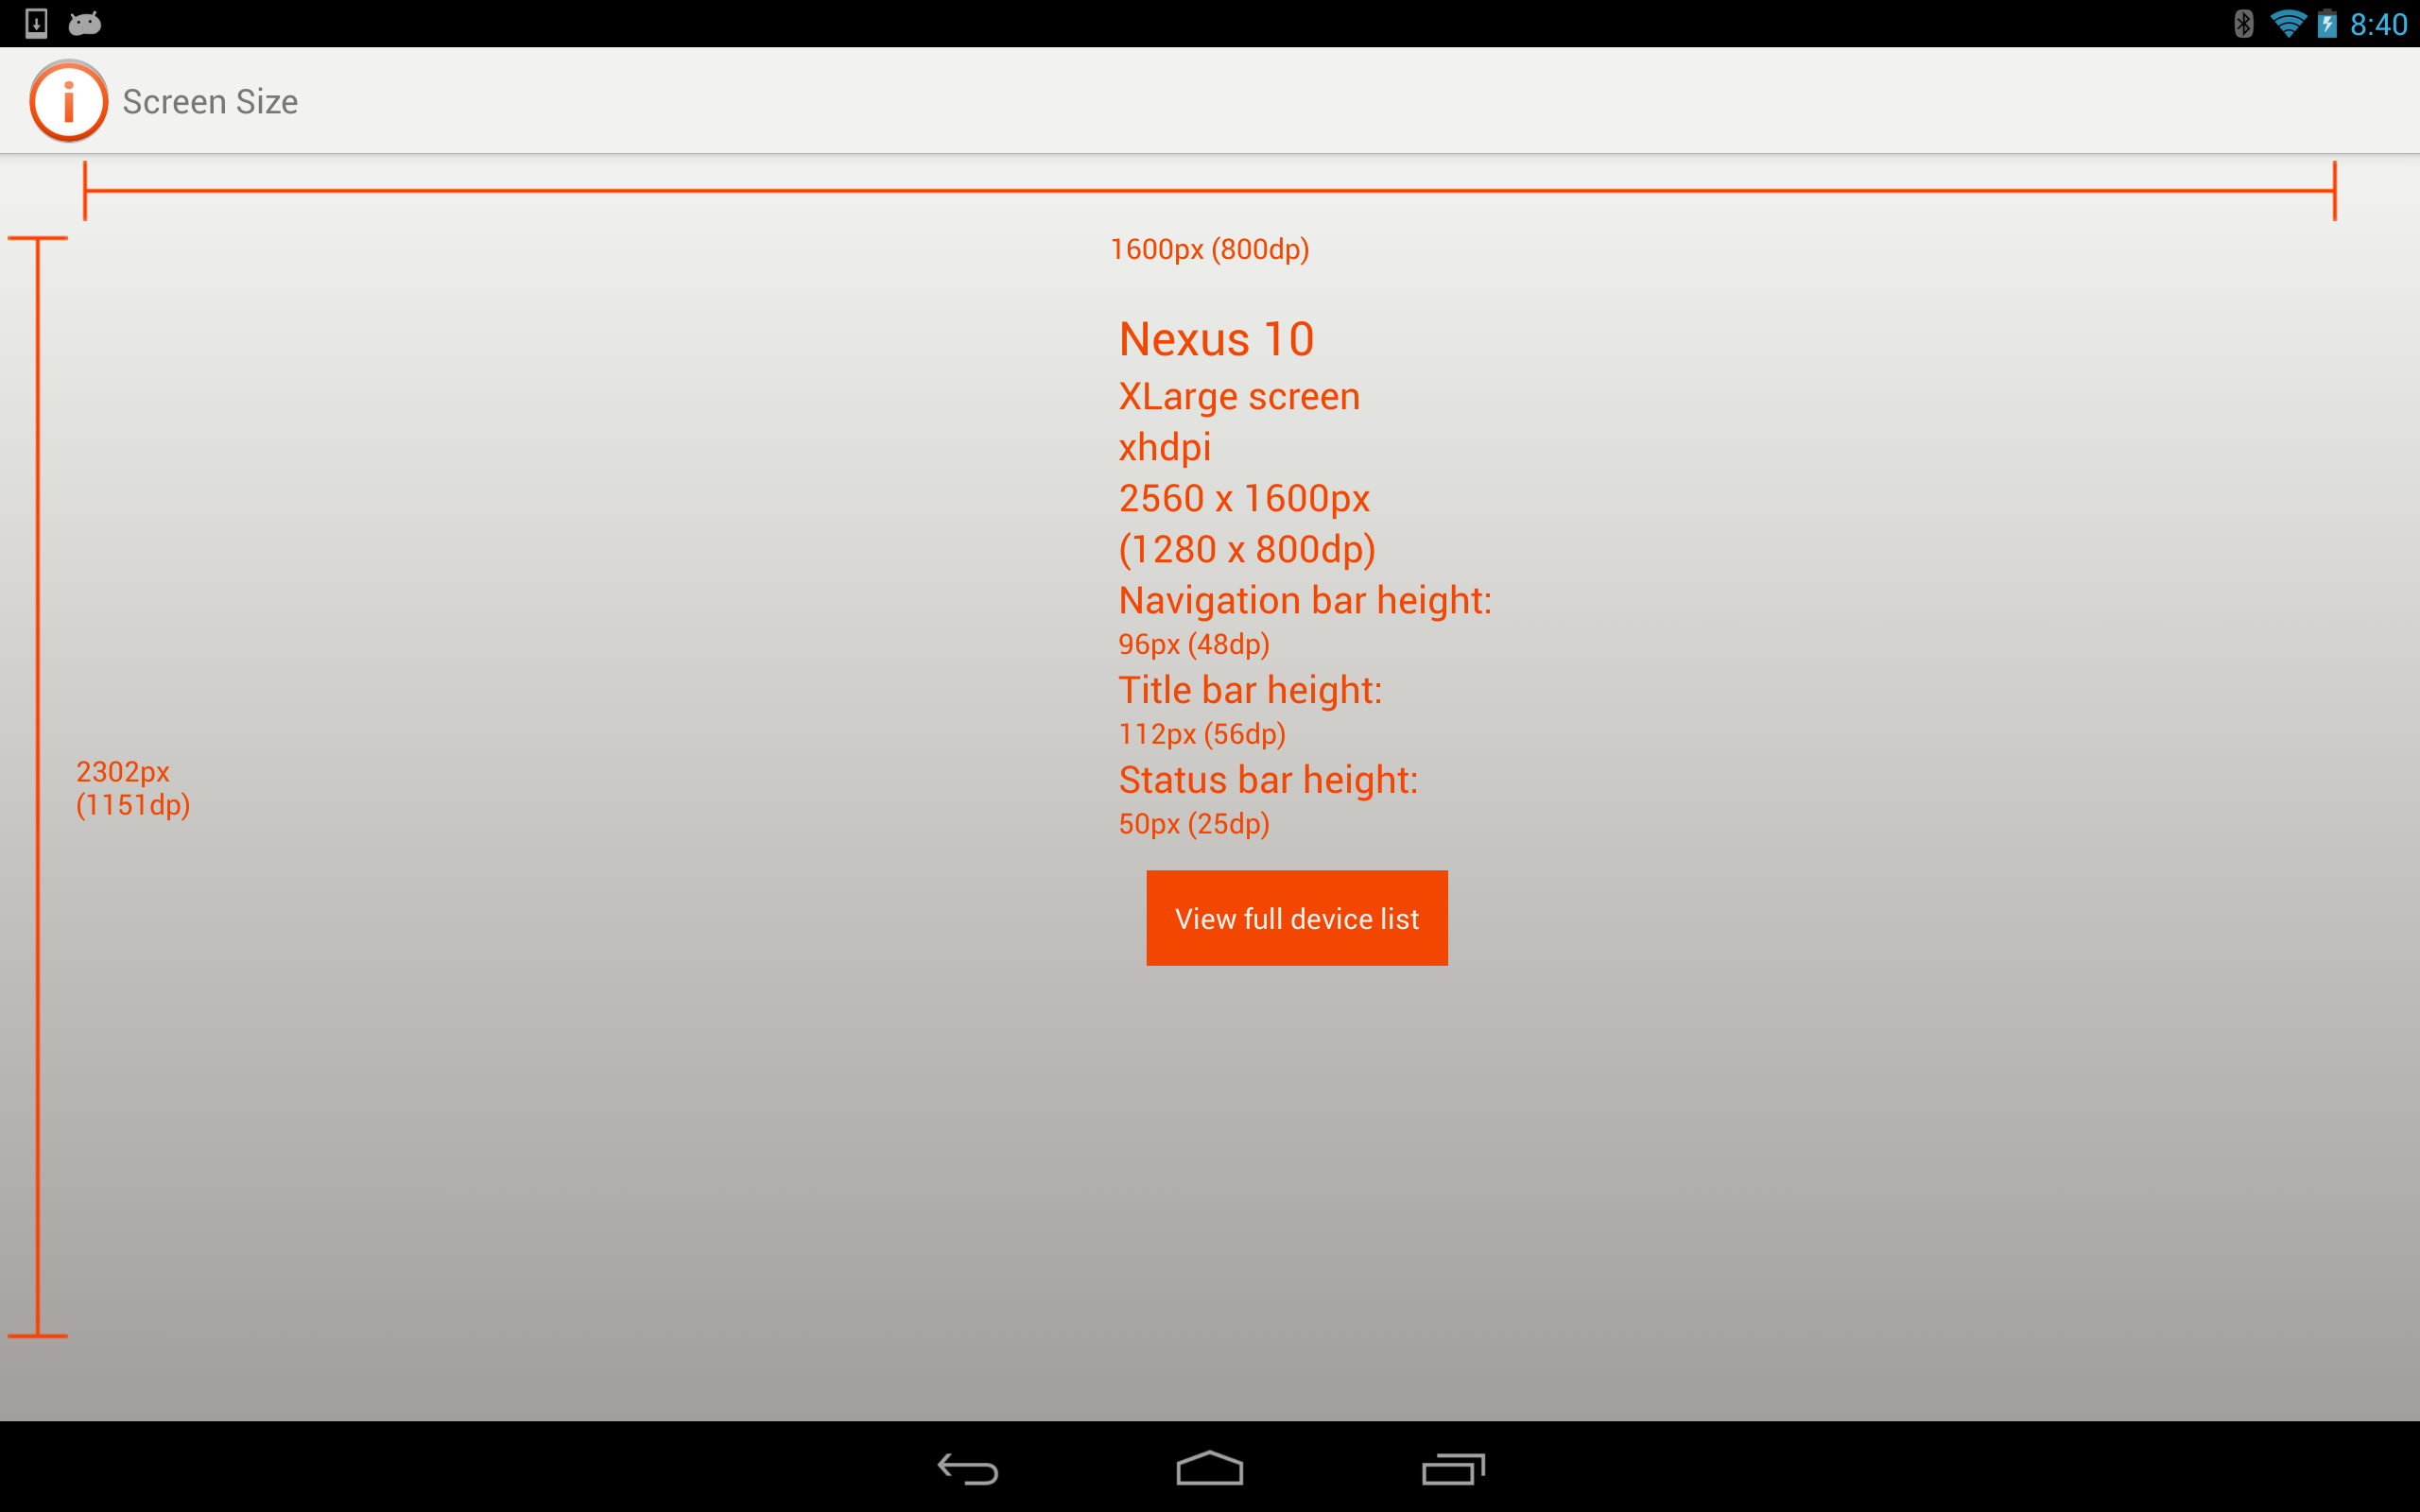 8:40
Screen Size
1600px (800dp)
Nexus 10
XLarge screen
xhdpi
2560 x 1600px
(1280 x 800dp)
Navigation bar height:
96px (48dp)
Title bar height:
112px (56dp)
2302px
(1151dp)
Status bar height:
50px (25dp)
View full device list